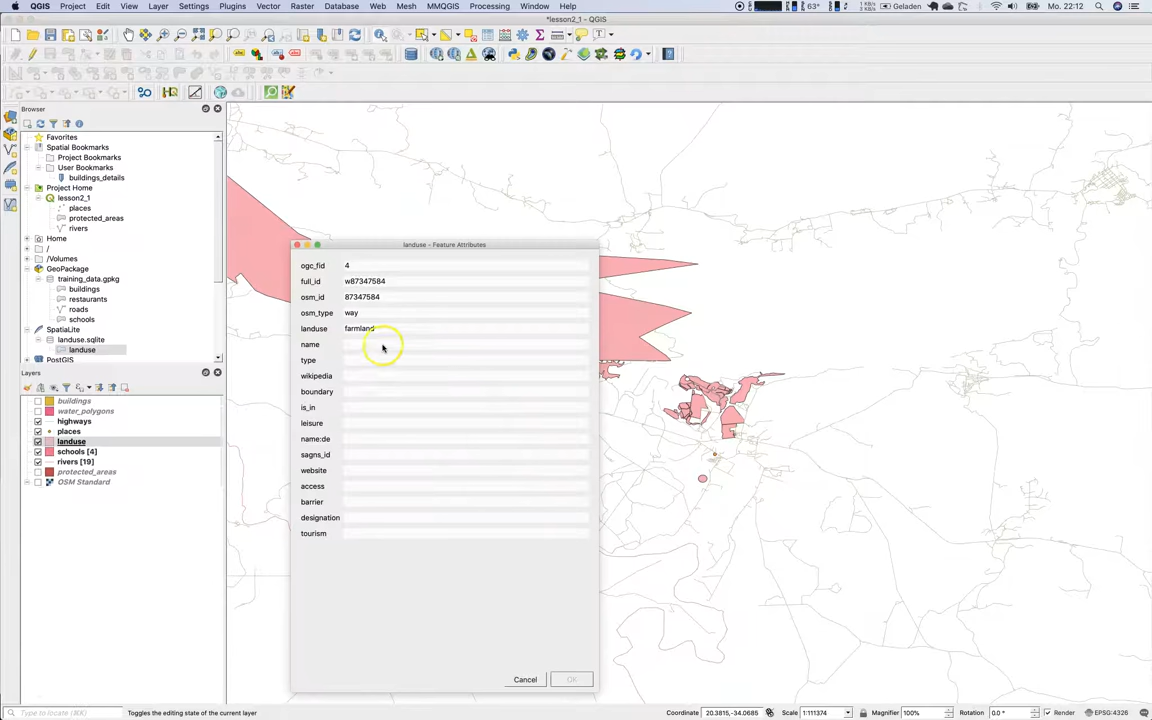 QGIS Project Edit View Layer Settings Plugins Vector Raster Database Web Mesh MMQGIS Processing Window Help 63° Geladen Mo. 22:12
*lesson2_1 - QGIS
Browser
Favorites
Spatial Bookmarks
Project Bookmarks
User Bookmarks
buildings_details
Project Home
lesson2_1
places
protected_areas
rivers
Home
/
/Volumes
GeoPackage
training_data.gpkg
buildings
restaurants
roads
schools
SpatiaLite
landuse.sqlite
landuse
PostGIS
Layers
buildings
water_polygons
highways
places
landuse
schools [4]
rivers [19]
protected_areas
OSM Standard
landuse - Feature Attributes
ogc_fid 4
full_id w87347584
osm_id 87347584
osm_type way
landuse farmland
name
type
wikipedia
boundary
is_in
leisure
name:de
sagns_id
website
access
barrier
designation
tourism
Cancel OK
Type to locate (⌘K) Toggles the editing state of the current layer Coordinate 20.3815,-34.0685 Scale 1:111374 Magnifier 100% Rotation 0.0 ° Render EPSG:4326